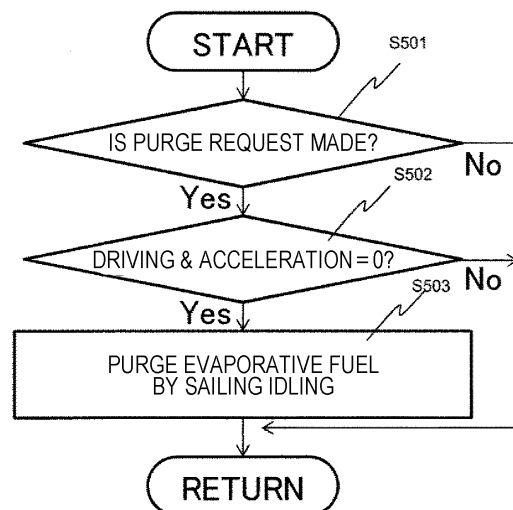 START
S501
IS PURGE REQUEST MADE?
No
Yes
S502
DRIVING & ACCELERATION = 0?
No
Yes
S503
PURGE EVAPORATIVE FUEL
BY SAILING IDLING
RETURN